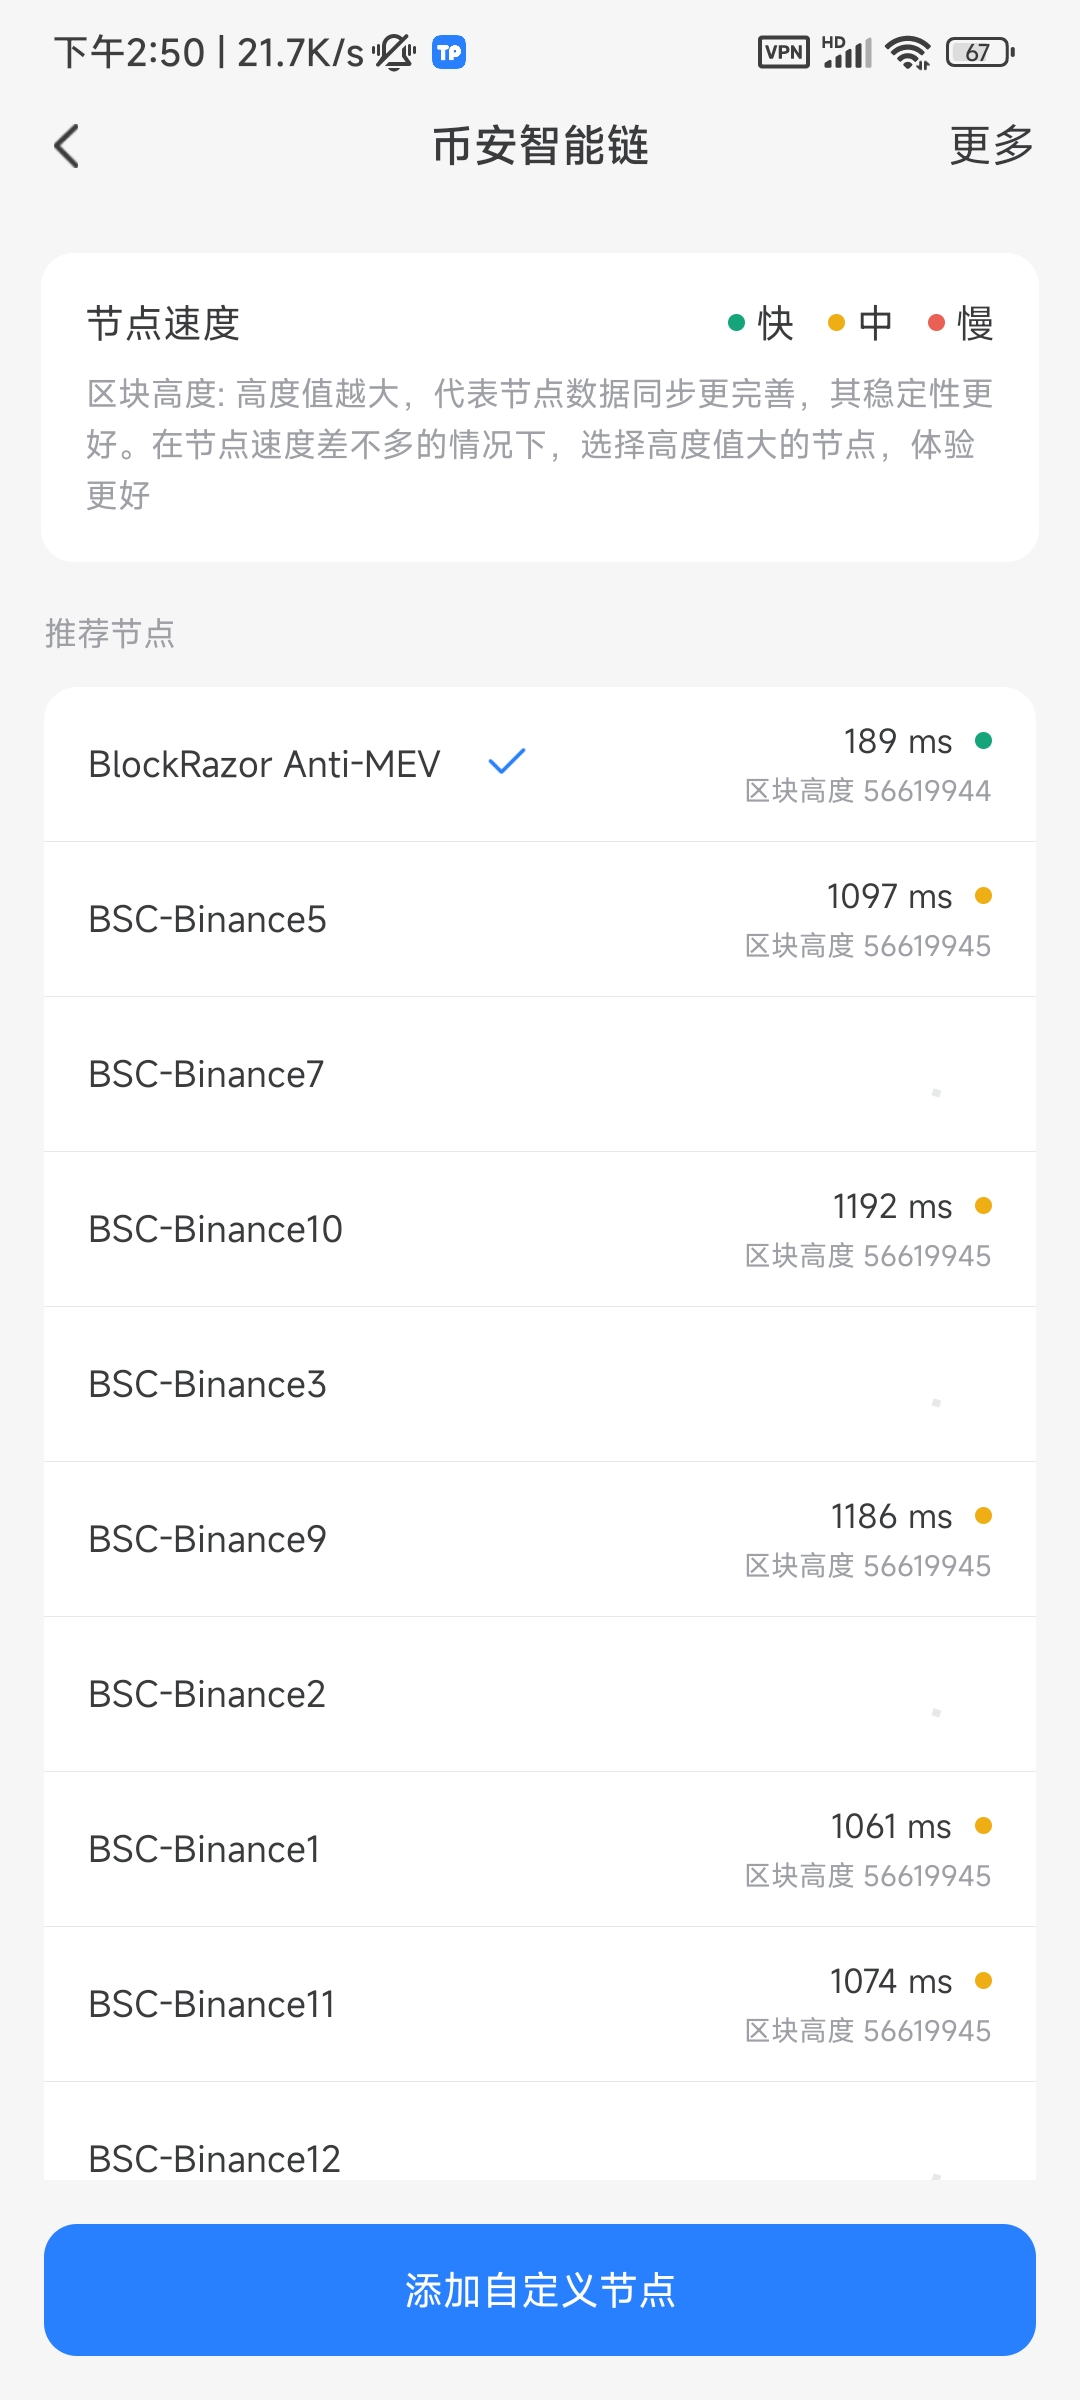 下午2:50 | 21.7K/s TP VPN HD 67
币安智能链 更多
节点速度 快 中 慢
区块高度: 高度值越大，代表节点数据同步更完善，其稳定性更
好。在节点速度差不多的情况下，选择高度值大的节点，体验
更好
推荐节点
BlockRazor Anti-MEV 189 ms
区块高度 56619944
BSC-Binance5 1097 ms
区块高度 56619945
BSC-Binance7
BSC-Binance10 1192 ms
区块高度 56619945
BSC-Binance3
BSC-Binance9 1186 ms
区块高度 56619945
BSC-Binance2
BSC-Binance1 1061 ms
区块高度 56619945
BSC-Binance11 1074 ms
区块高度 56619945
BSC-Binance12
添加自定义节点